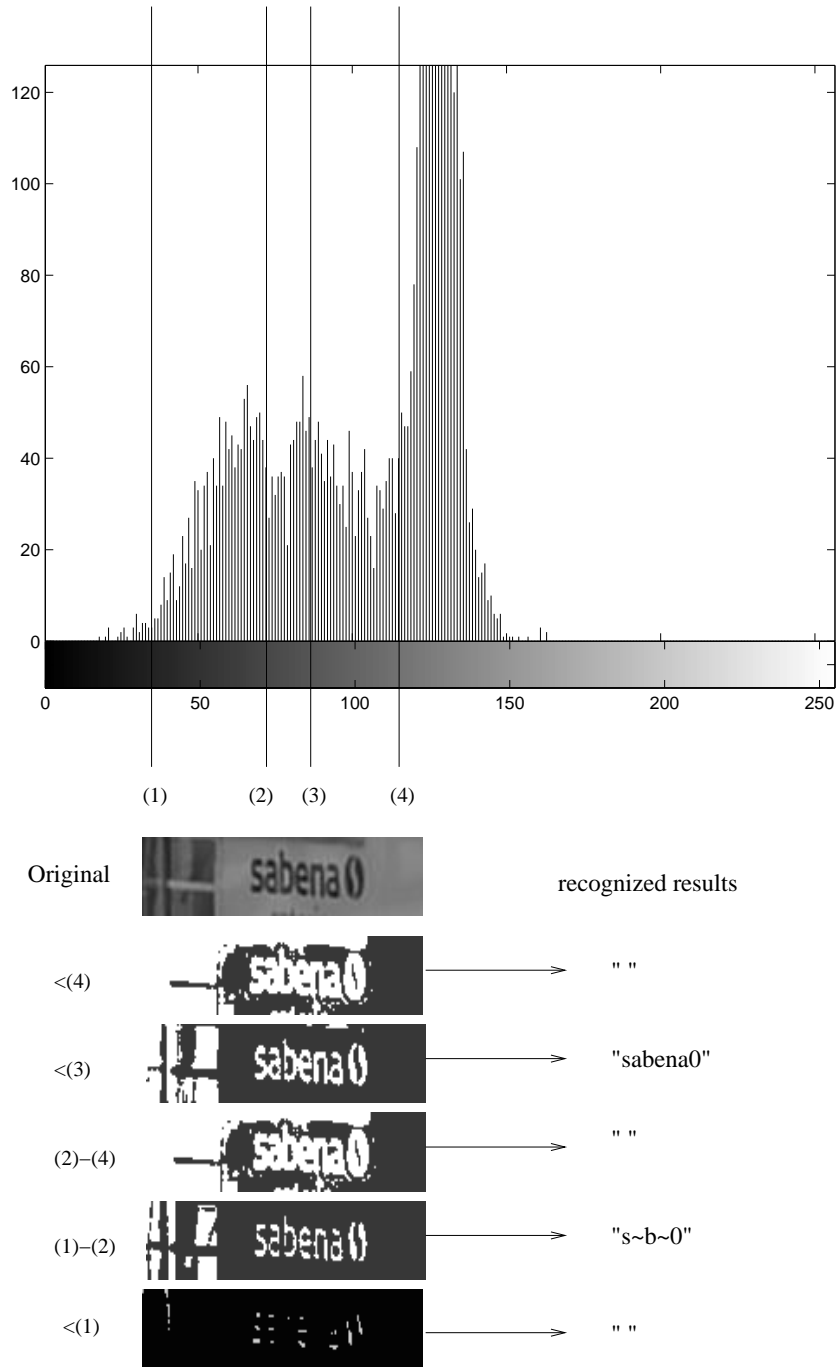 120
100
80
60
40
20
0
0 50 100 150 200 250
(1) (2) (3) (4)
Original sabena recognized results
<(4) sabena " "
<(3) sabena "sabena0"
(2)−(4) sabena " "
(1)−(2) sabena "s~b~0"
<(1) " "